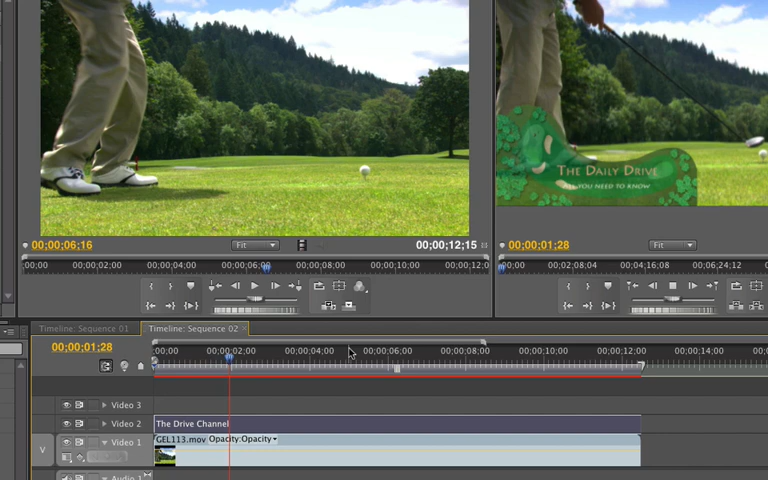 THE DAILY DRIVE
ALL YOU NEED TO KNOW
00;00;06;16
Fit
00;00;12;15
00;00;01;28
Fit
;00;00 00;00;02;00 00;00;04;00 00;00;06;00 00;00;08;00 00;00;10;00 00;00;12;0
00;00 00;02;08;04 00;04;16;08 00;06;24;12
Timeline: Sequence 01
Timeline: Sequence 02
00;00;01;28
;00;00 00;00;02;00 00;00;04;00 00;00;06;00 00;00;08;00 00;00;10;00 00;00;12;00 00;00;14;00
Video 3
Video 2
The Drive Channel
V
Video 1
GEL113.mov Opacity:Opacity
Audio 1